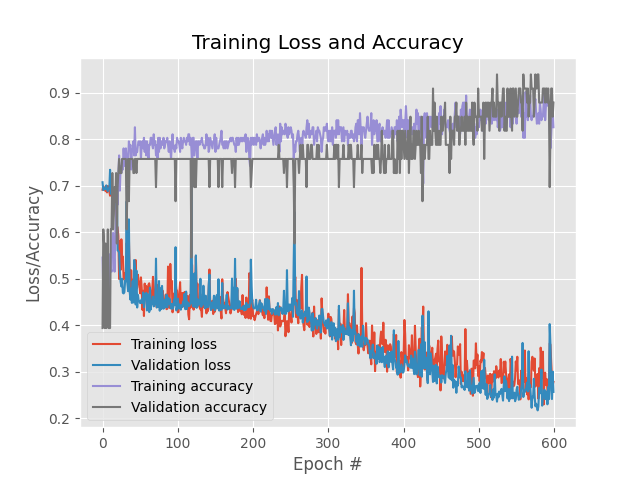 Training Loss and Accuracy
Loss/Accuracy
0.9
0.8
0.7
0.6
0.5
0.4
0.3
0.2
Training loss
Validation loss
Training accuracy
Validation accuracy
0 100 200 300 400 500 600
Epoch #